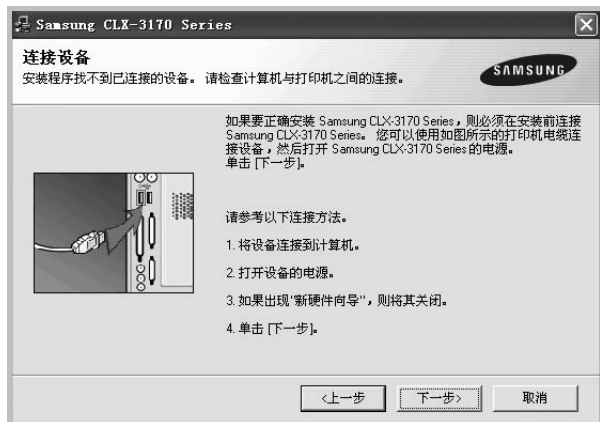 Samsung CLX-3170 Series
连接设备
安装程序找不到已连接的设备。 请检查计算机与打印机之间的连接。
SAMSUNG
如果要正确安装 Samsung CLX-3170 Series，则必须在安装前连接
Samsung CLX-3170 Series。 您可以使用如图所示的打印机电缆连
接设备，然后打开 Samsung CLX-3170 Series 的电源。
单击 [下一步]。
请参考以下连接方法。
1. 将设备连接到计算机。
2. 打开设备的电源。
3. 如果出现'新硬件向导"，则将其关闭。
4. 单击 [下一步]。
<上一步
下一步>
取消